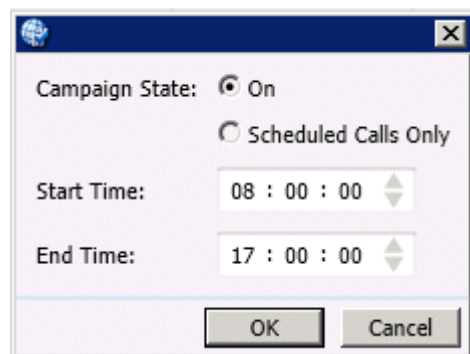 Campaign State: On
Scheduled Calls Only
Start Time: 08 : 00 : 00
End Time: 17 : 00 : 00
OK Cancel